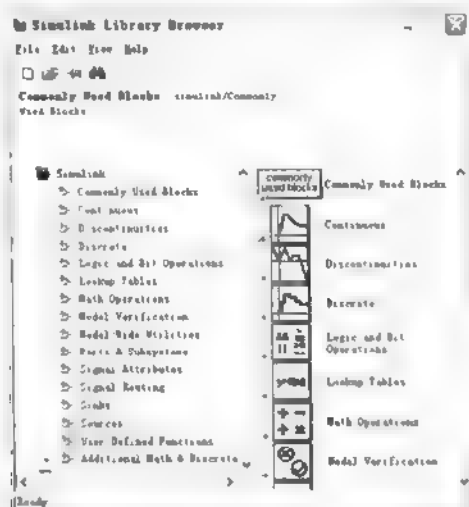 Simulink Library Browser
File Edit View Help
Commonly Used Blocks simulink/Commonly
Used Blocks
Simulink
Commonly Used Blocks
Continuous
Discontinuities
Discrete
Logic and Bit Operations
Lookup Tables
Math Operations
Model Verification
Model-Wide Utilities
Ports & Subsystems
Signal Attributes
Signal Routing
Sinks
Sources
User-Defined Functions
Additional Math & Discrete
commonly
used blocks
Commonly Used Blocks
Continuous
Discontinuities
Discrete
Logic and Bit
Operations
Lookup Tables
Math Operations
Model Verification
Ready